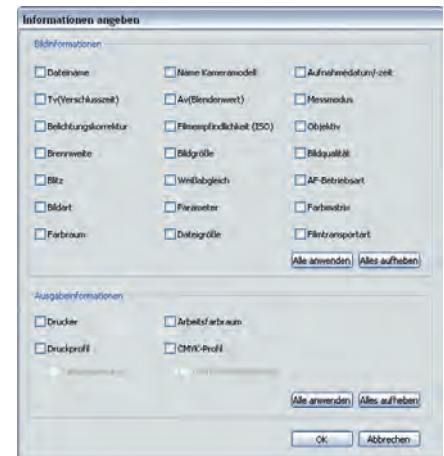 Informationen angeben
Bildinformationen
Dateiname Name Kameramodell Aufnahmedatum/-zeit
Tv(Verschlusszeit) Av(Blendenwert) Messmodus
Belichtungskorrektur Filmempfindlichkeit (ISO) Objektiv
Brennweite Bildgröße Bildqualität
Blitz Weißabgleich AF-Betriebsart
Bildart Parameter Farbmatrix
Farbraum Dateigröße Filmtransportart
Alle anwenden Alles aufheben
Ausgabeinformationen
Drucker Arbeitsfarbraum
Druckprofil CMYK-Profil
Alle anwenden Alles aufheben
OK Abbrechen